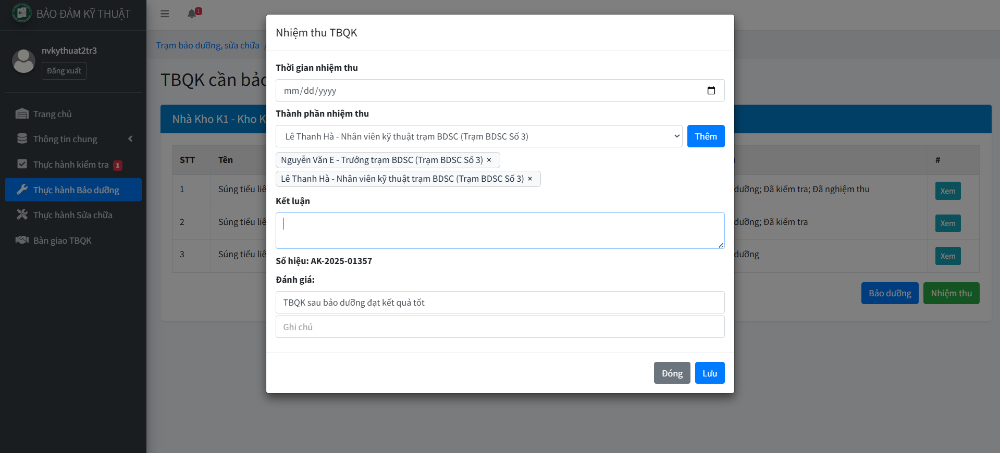 BẢO ĐẢM KỸ THUẬT
1
nvkythuat2tr3
Đăng xuất
Trang chủ
Thông tin chung
Thực hành kiểm tra 1
Thực hành Bảo dưỡng
Thực hành Sửa chữa
Bàn giao TBQK
Trạm bảo dưỡng, sửa chữa /
TBQK cần bảo
Nhà Kho K1 - Kho K
STT Tên #
1 Súng tiểu liê dưỡng; Đã kiểm tra; Đã nghiệm thu Xem
2 Súng tiểu liê dưỡng; Đã kiểm tra Xem
3 Súng tiểu liê dưỡng Xem
Bảo dưỡng Nhiệm thu
Nhiệm thu TBQK
Thời gian nhiệm thu
mm/dd/yyyy
Thành phần nhiệm thu
Lê Thanh Hà - Nhân viên kỹ thuật trạm BDSC (Trạm BDSC Số 3) Thêm
Nguyễn Văn E - Trưởng trạm BDSC (Trạm BDSC Số 3) ×
Lê Thanh Hà - Nhân viên kỹ thuật trạm BDSC (Trạm BDSC Số 3) ×
Kết luận
Số hiệu: AK-2025-01357
Đánh giá:
TBQK sau bảo dưỡng đạt kết quả tốt
Ghi chú
Đóng Lưu